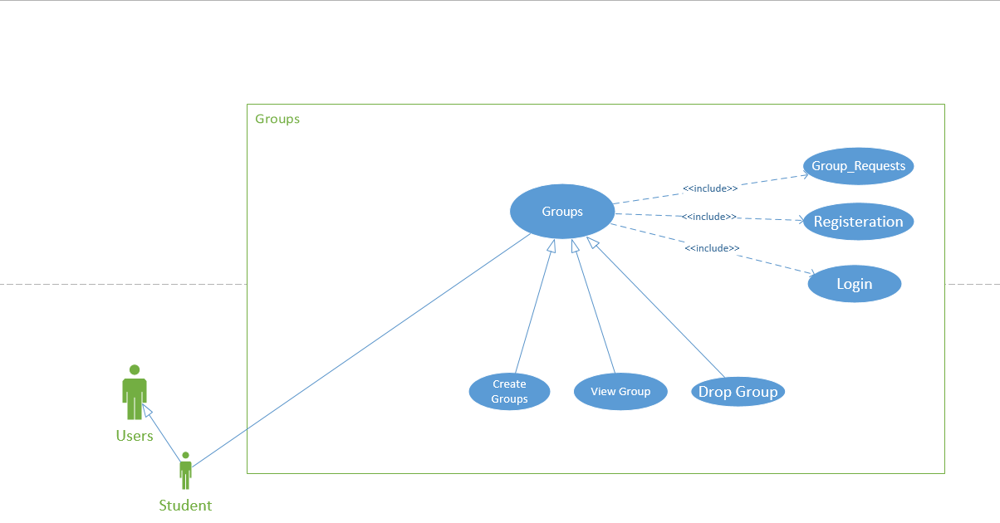 Groups
Group_Requests
<<include>>
Groups
<<include>>
Registeration
<<include>>
Login
Create
Groups
View Group
Drop Group
Users
Student